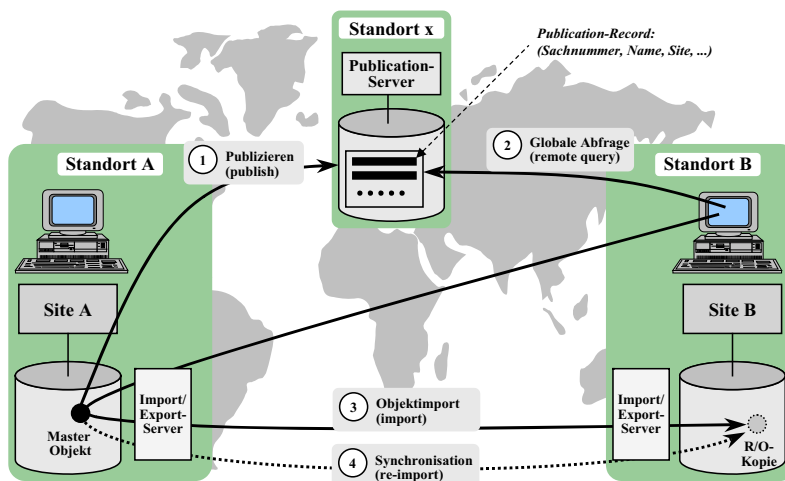 Standort x
Publication-
Server
Publication-Record:
(Sachnummer, Name, Site, ...)
Standort A
1
Publizieren
(publish)
2
Globale Abfrage
(remote query)
Standort B
Site A
Site B
Import/
Export-
Server
Master
Objekt
3
Objektimport
(import)
4
Synchronisation
(re-import)
Import/
Export-
Server
R/O-
Kopie